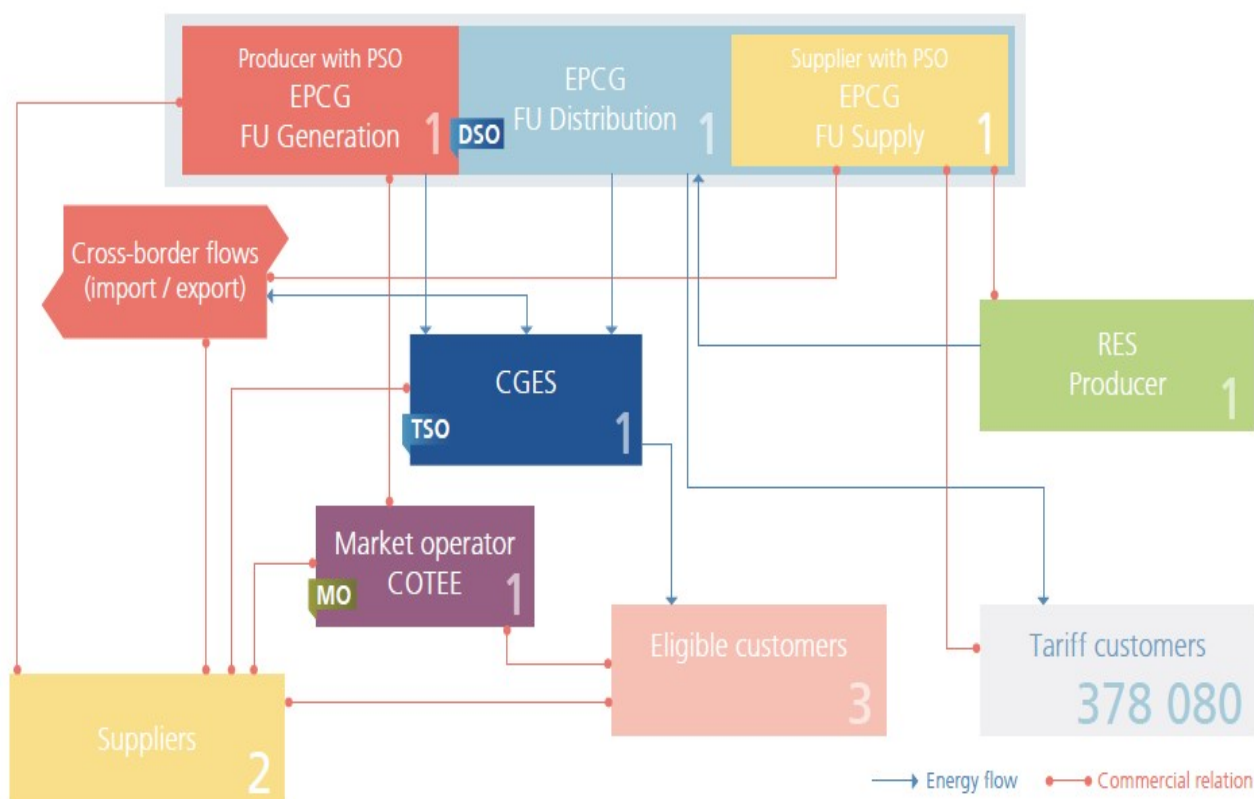 Producer with PSO
EPCG
FU Generation
1
DSO
EPCG
FU Distribution
1
Supplier with PSO
EPCG
FU Supply
1
Cross-border flows
(import / export)
CGES
TSO
1
RES
Producer
1
Market operator
COTEE
MO
1
Eligible customers
3
Tariff customers
378 080
Suppliers
2
Energy flow
Commercial relation